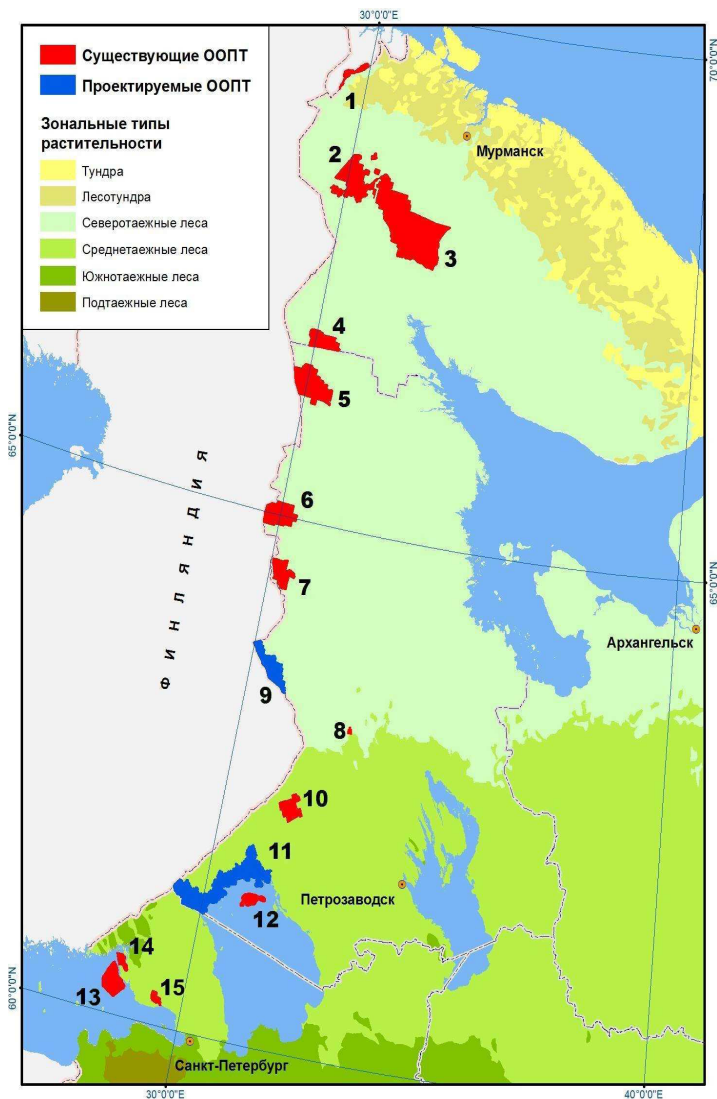 30°0'0"E
Существующие ООПТ
Проектируемые ООПТ
Зональные типы
растительности
Тундра
Лесотундра
Северотаежные леса
Среднетаежные леса
Южнотаежные леса
Подтаежные леса
70°0'0"N
1
Мурманск
2
3
4
5
65°0'0"N
6
ФИНЛЯНДИЯ
7
65°0'0"N
Архангельск
9
8
10
11
Петрозаводск
12
14
13
15
60°0'0"N
Санкт-Петербург
30°0'0"E
40°0'0"E